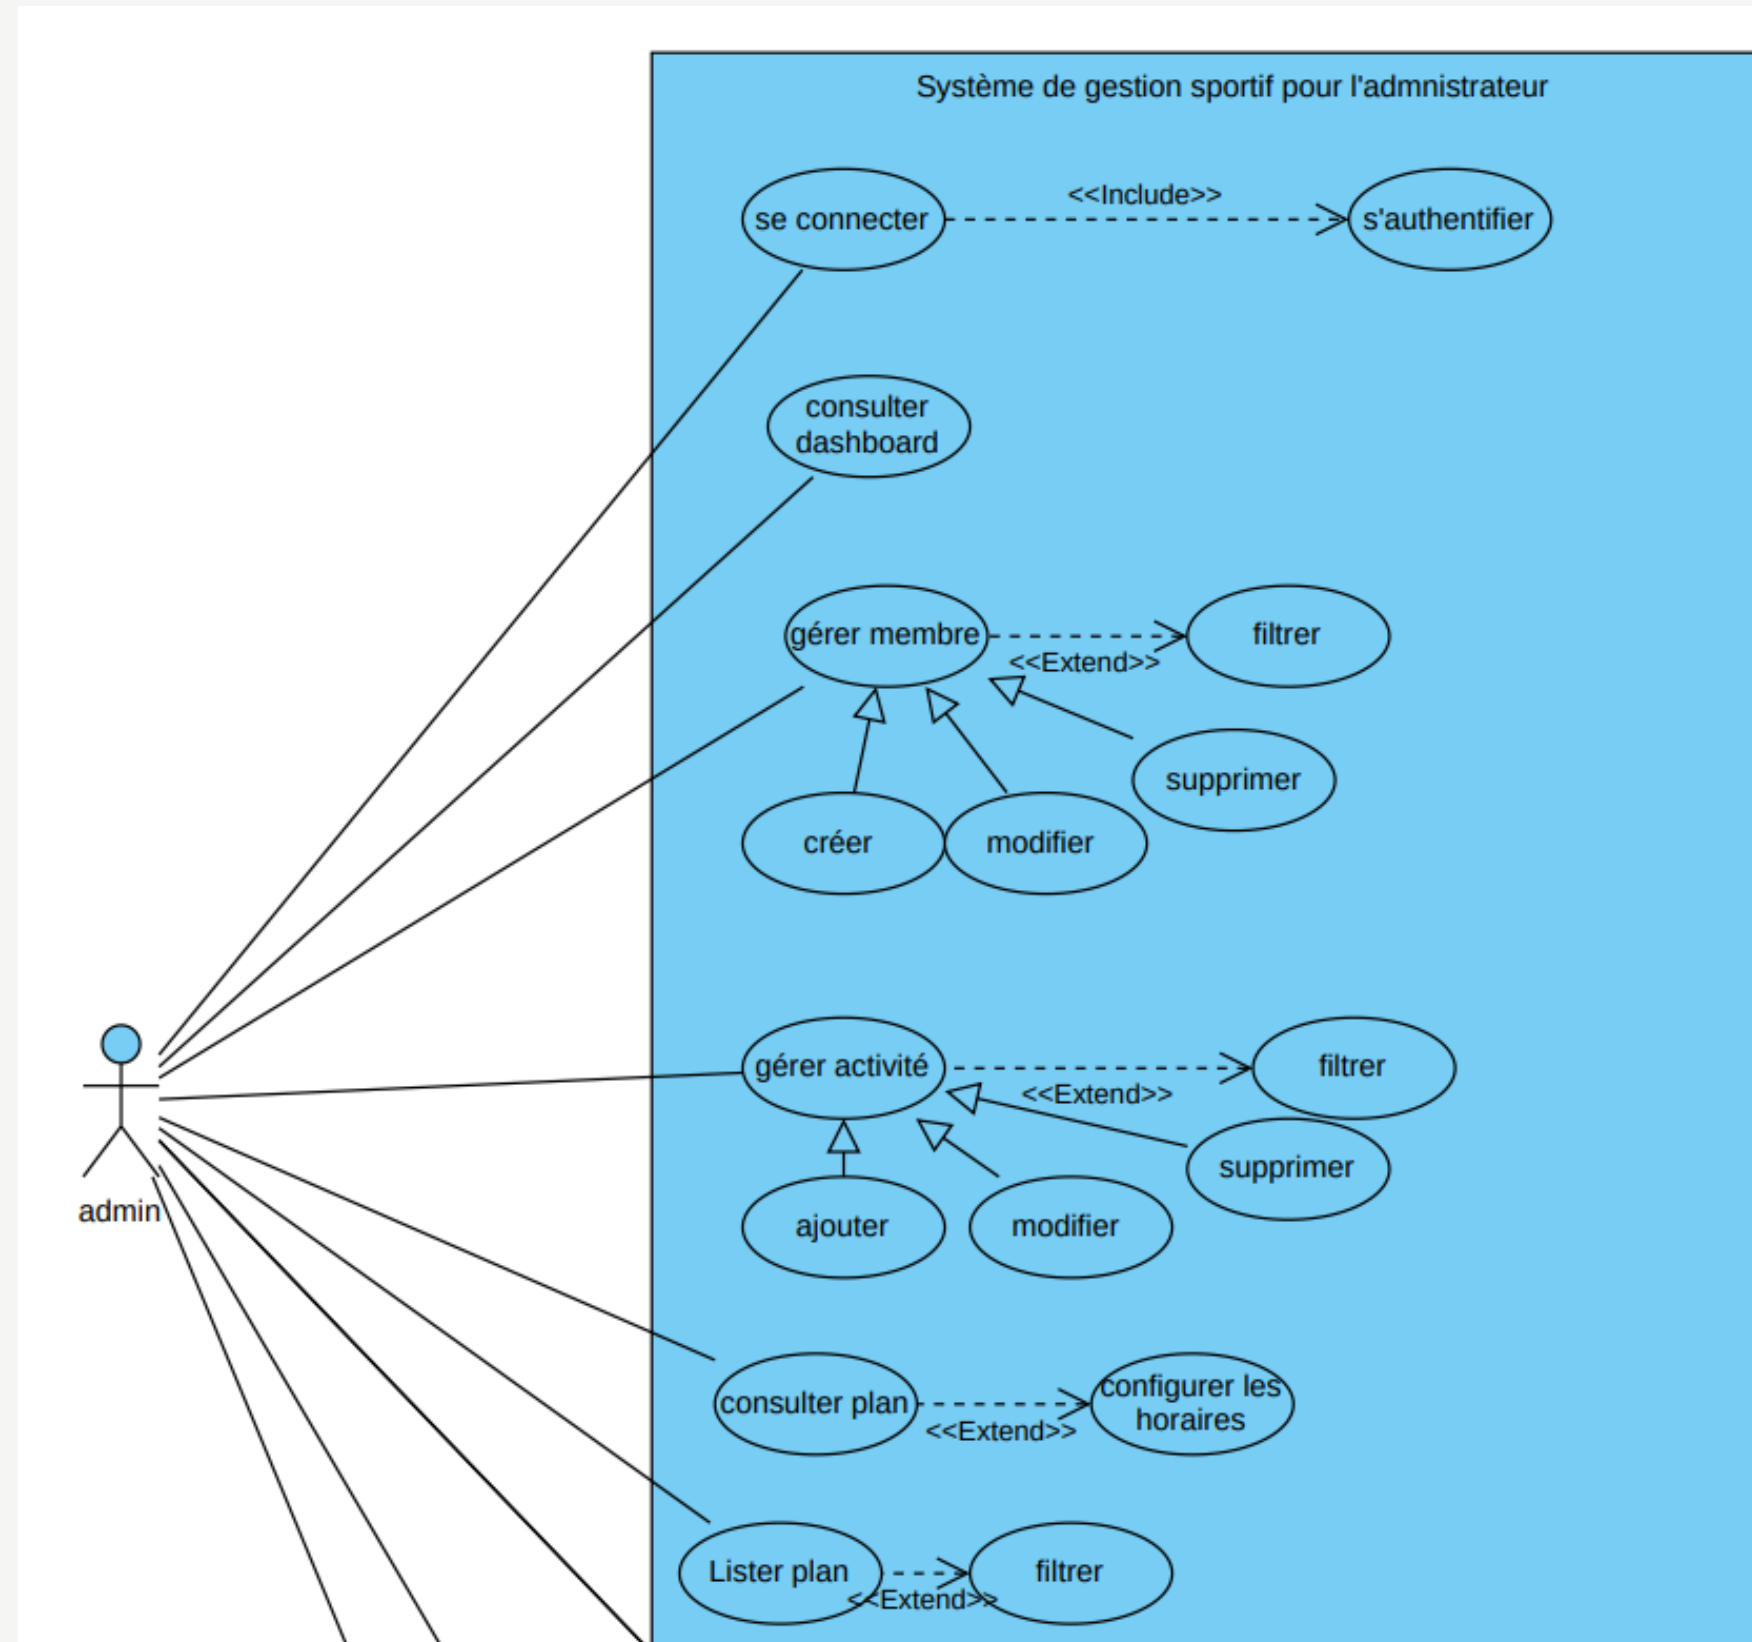 Système de gestion sportif pour l'admnistrateur
se connecter
<<Include>>
s'authentifier
consulter
dashboard
gérer membre
<<Extend>>
filtrer
supprimer
créer
modifier
admin
gérer activité
<<Extend>>
filtrer
supprimer
ajouter
modifier
consulter plan
<<Extend>>
configurer les
horaires
Lister plan
<<Extend>>
filtrer